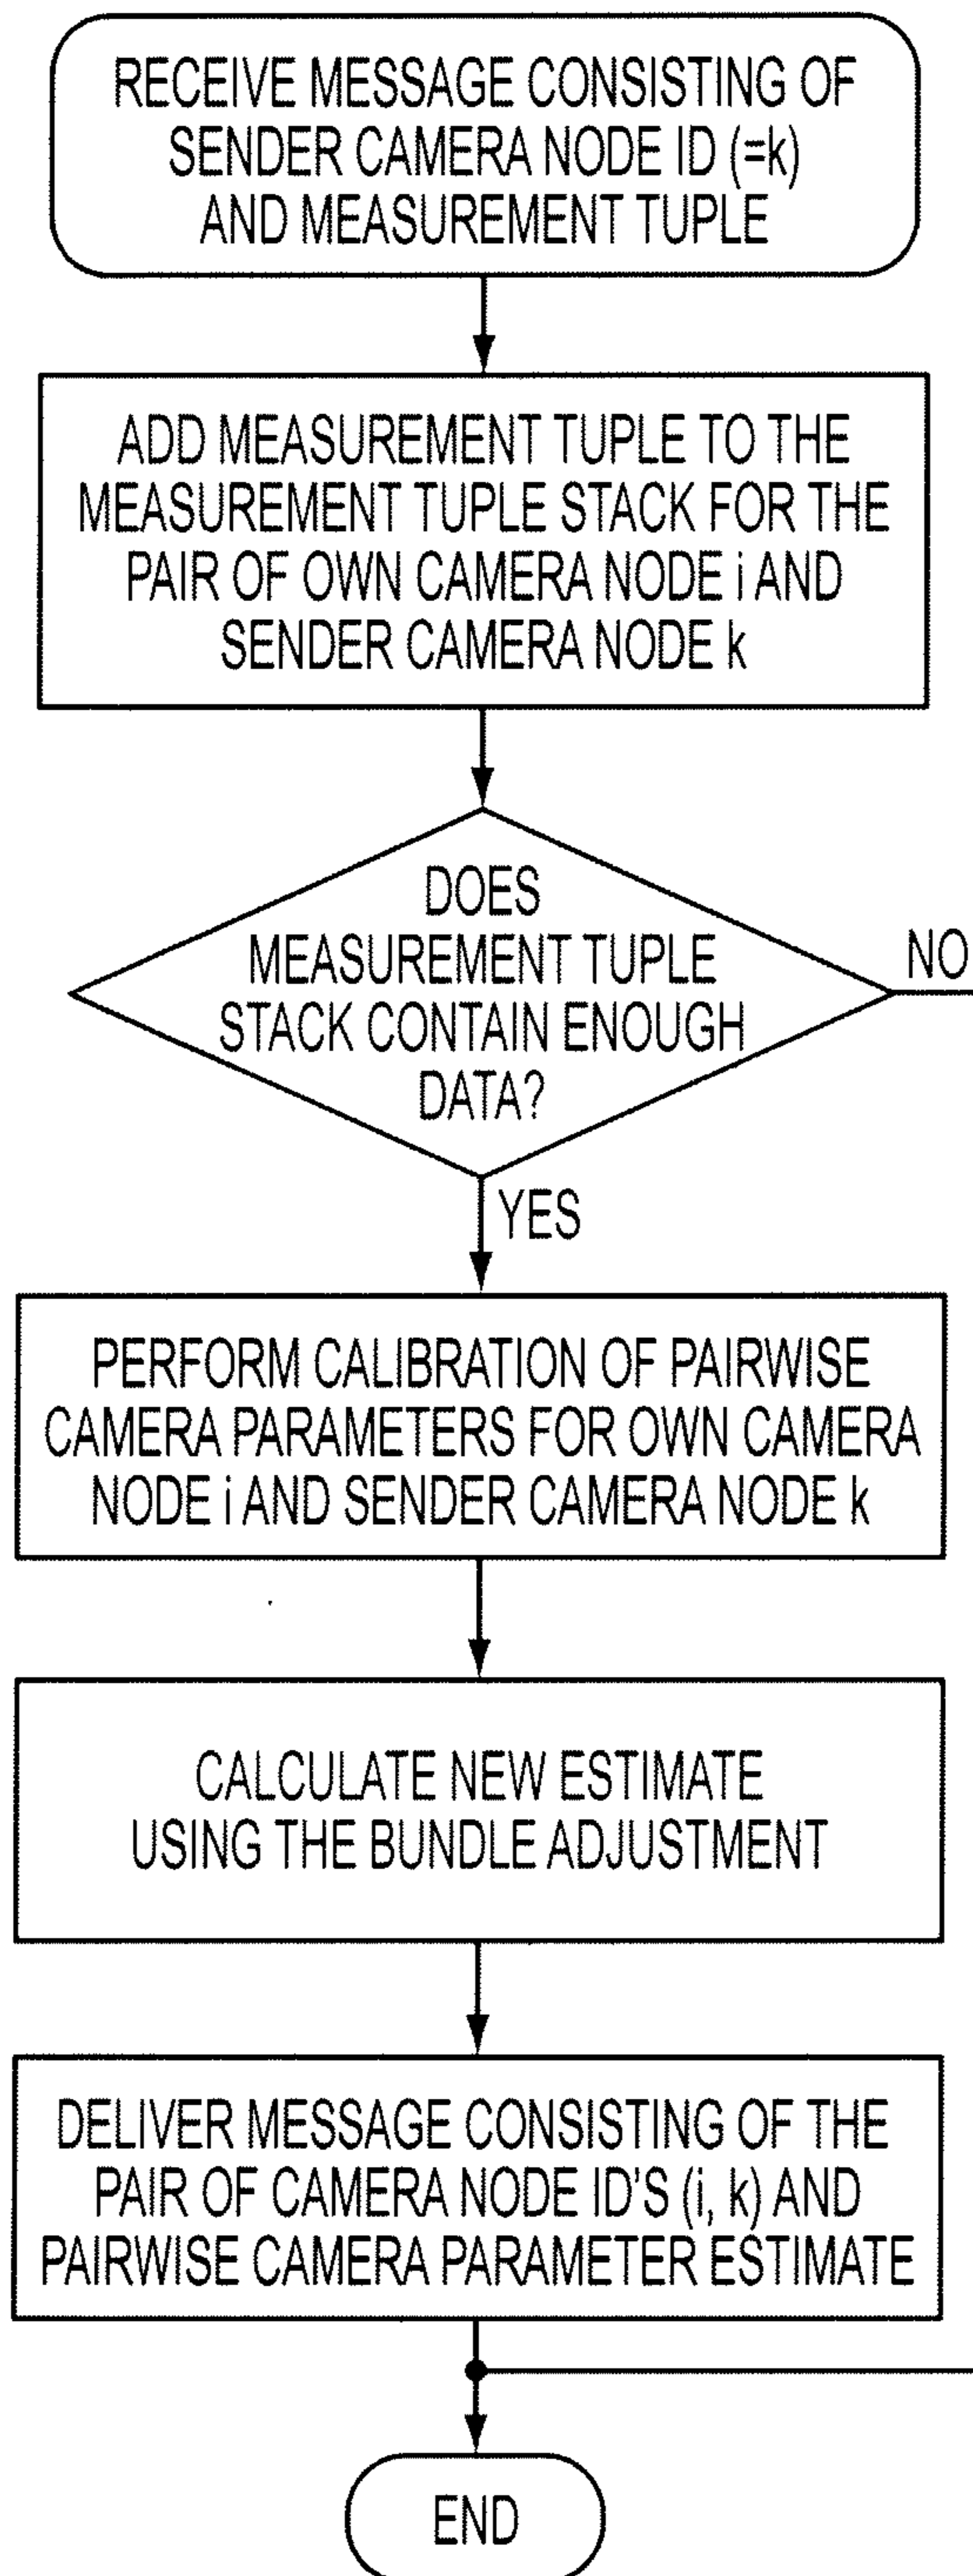 RECEIVE MESSAGE CONSISTING OF
SENDER CAMERA NODE ID (=k)
AND MEASUREMENT TUPLE
ADD MEASUREMENT TUPLE TO THE
MEASUREMENT TUPLE STACK FOR THE
PAIR OF OWN CAMERA NODE i AND
SENDER CAMERA NODE k
DOES
MEASUREMENT TUPLE
STACK CONTAIN ENOUGH
DATA?
NO
YES
PERFORM CALIBRATION OF PAIRWISE
CAMERA PARAMETERS FOR OWN CAMERA
NODE i AND SENDER CAMERA NODE k
CALCULATE NEW ESTIMATE
USING THE BUNDLE ADJUSTMENT
DELIVER MESSAGE CONSISTING OF THE
PAIR OF CAMERA NODE ID'S (i, k) AND
PAIRWISE CAMERA PARAMETER ESTIMATE
END